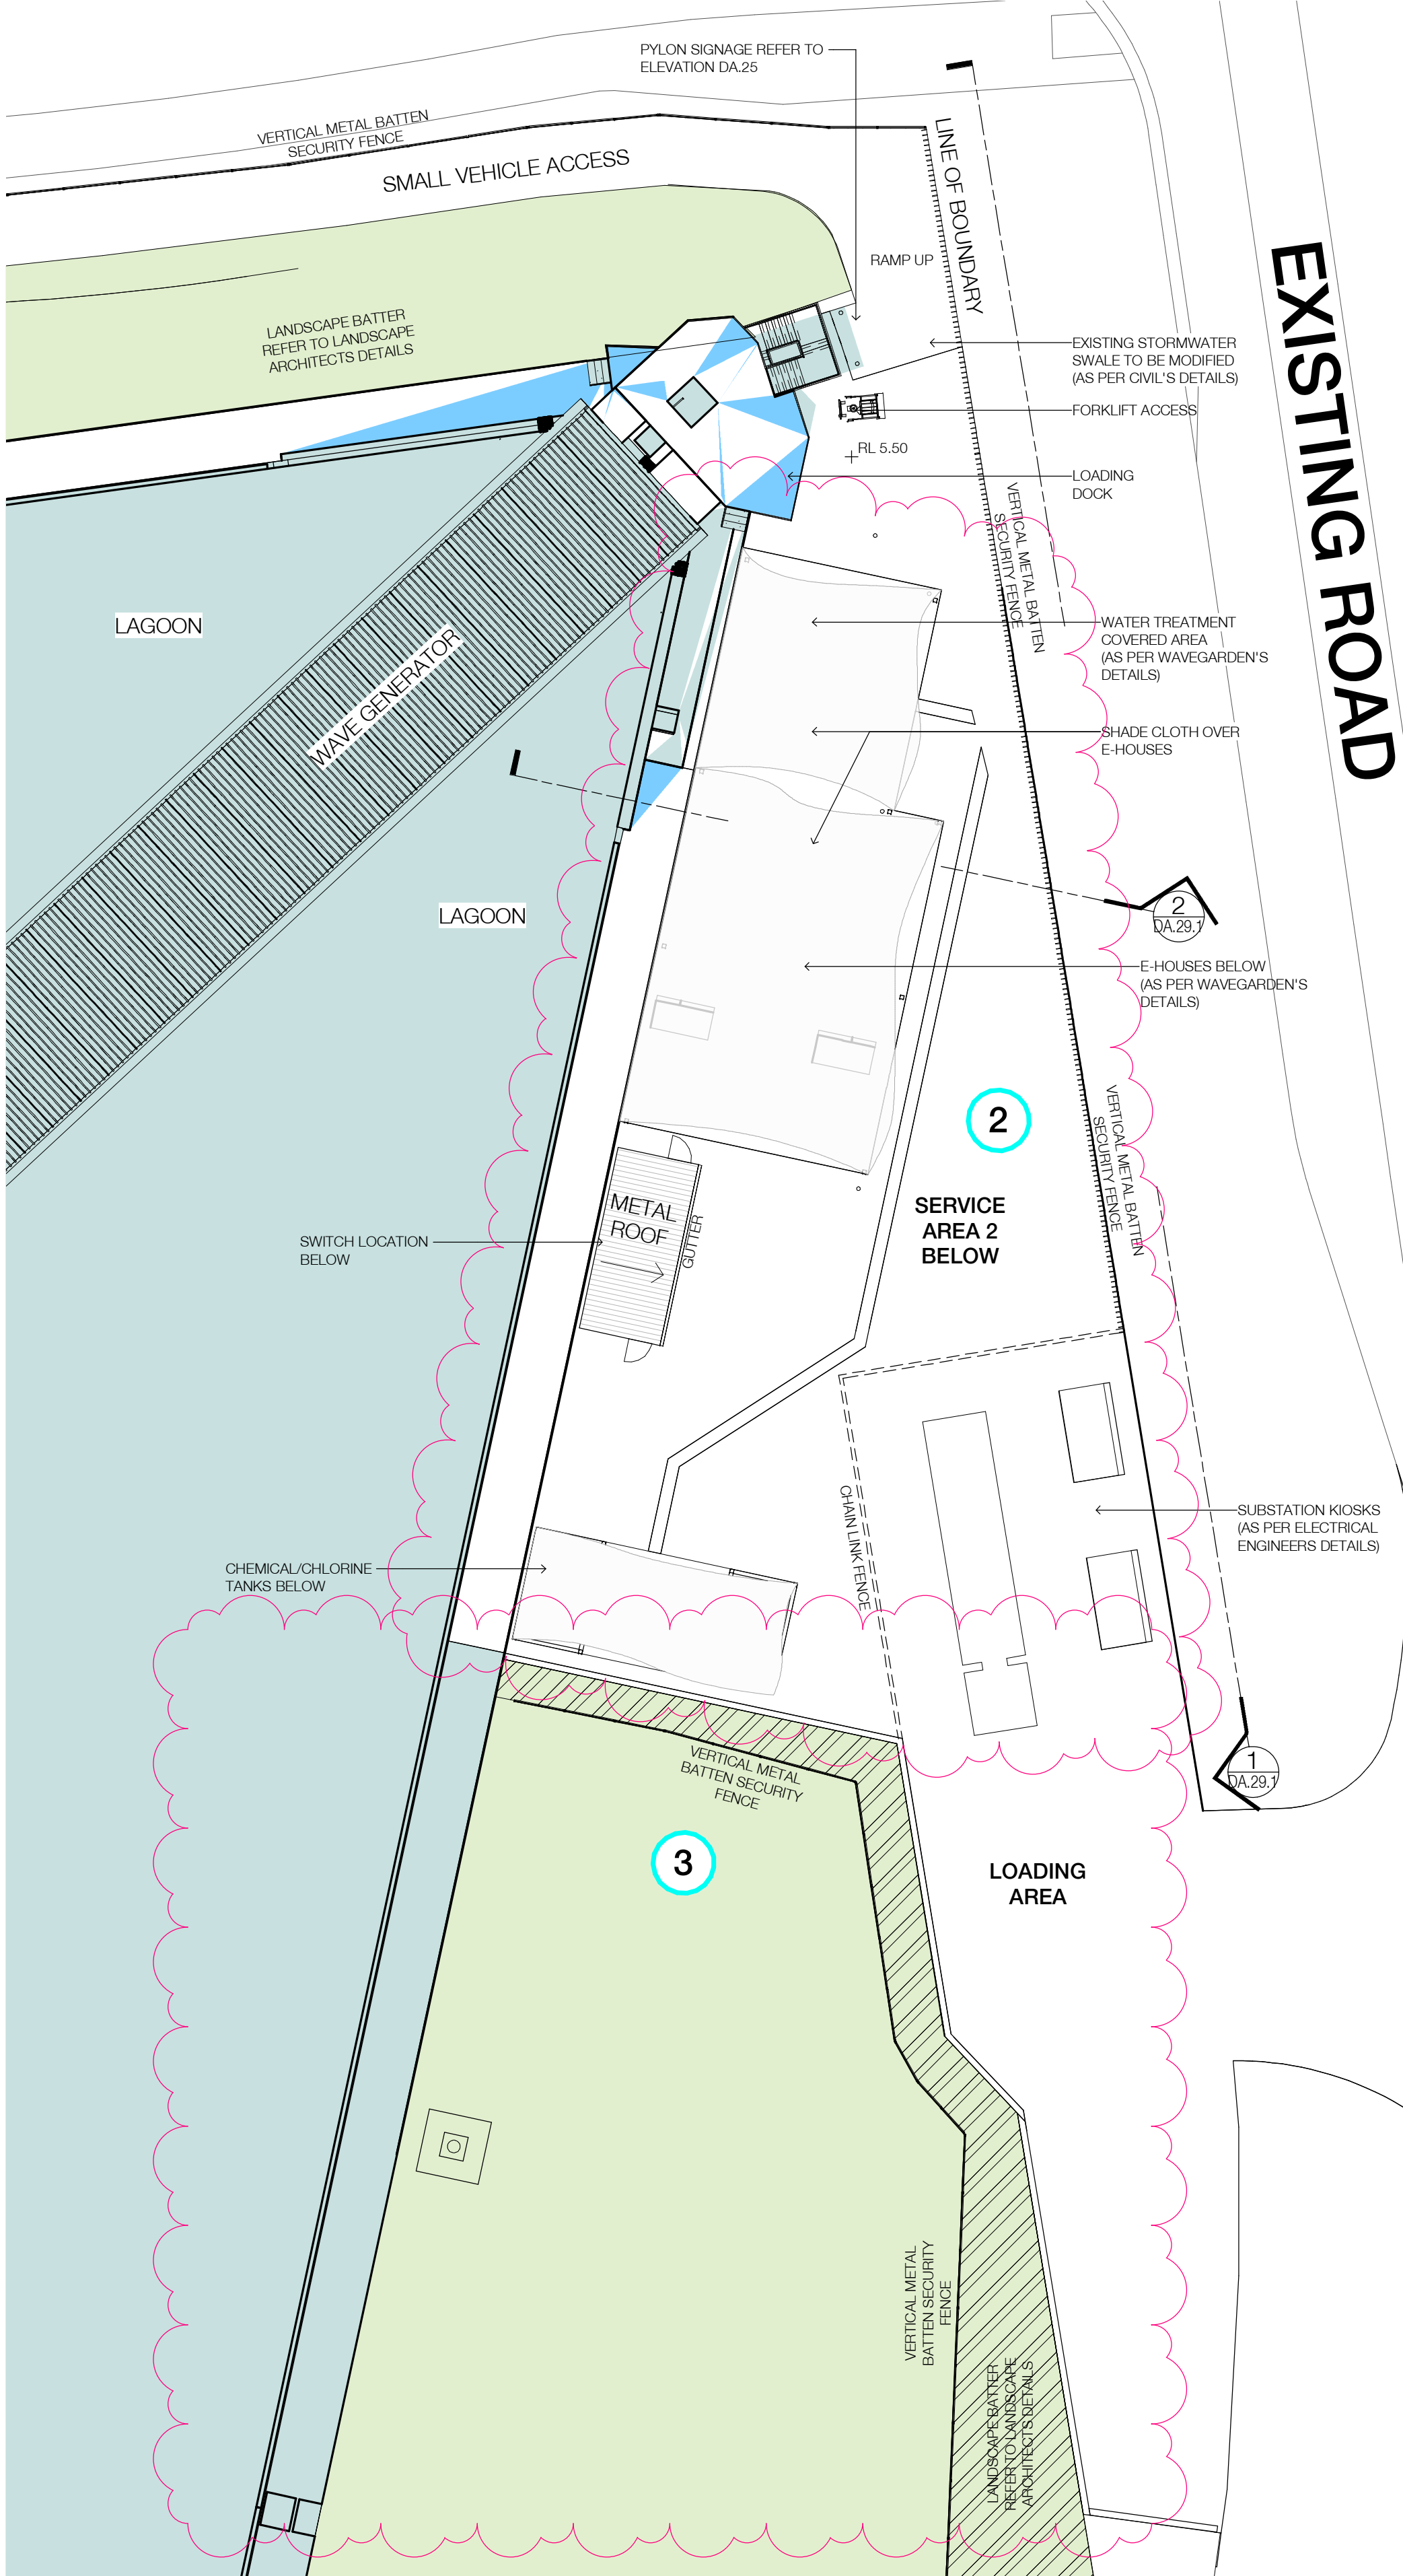 PYLON SIGNAGE REFER TO
ELEVATION DA.25
VERTICAL METAL BATTEN
SECURITY FENCE
SMALL VEHICLE ACCESS
LINE OF BOUNDARY
RAMP UP
EXISTING ROAD
LANDSCAPE BATTER
REFER TO LANDSCAPE
ARCHITECTS DETAILS
EXISTING STORMWATER
SWALE TO BE MODIFIED
(AS PER CIVIL'S DETAILS)
FORKLIFT ACCESS
RL 5.50
LOADING
DOCK
VERTICAL METAL BATTEN
SECURITY FENCE
LAGOON
WAVE GENERATOR
WATER TREATMENT
COVERED AREA
(AS PER WAVEGARDEN'S
DETAILS)
SHADE CLOTH OVER
E-HOUSES
LAGOON
2
DA.29.1
E-HOUSES BELOW
(AS PER WAVEGARDEN'S
DETAILS)
2
VERTICAL METAL BATTEN
SECURITY FENCE
SERVICE
AREA 2
BELOW
METAL
ROOF
GUTTER
SWITCH LOCATION
BELOW
CHAIN LINK FENCE
SUBSTATION KIOSKS
(AS PER ELECTRICAL
ENGINEERS DETAILS)
CHEMICAL/CHLORINE
TANKS BELOW
VERTICAL METAL
BATTEN SECURITY
FENCE
1
DA.29.1
3
LOADING
AREA
VERTICAL METAL
BATTEN SECURITY
FENCE
LANDSCAPE BATTER
REFER TO LANDSCAPE
ARCHITECTS DETAILS